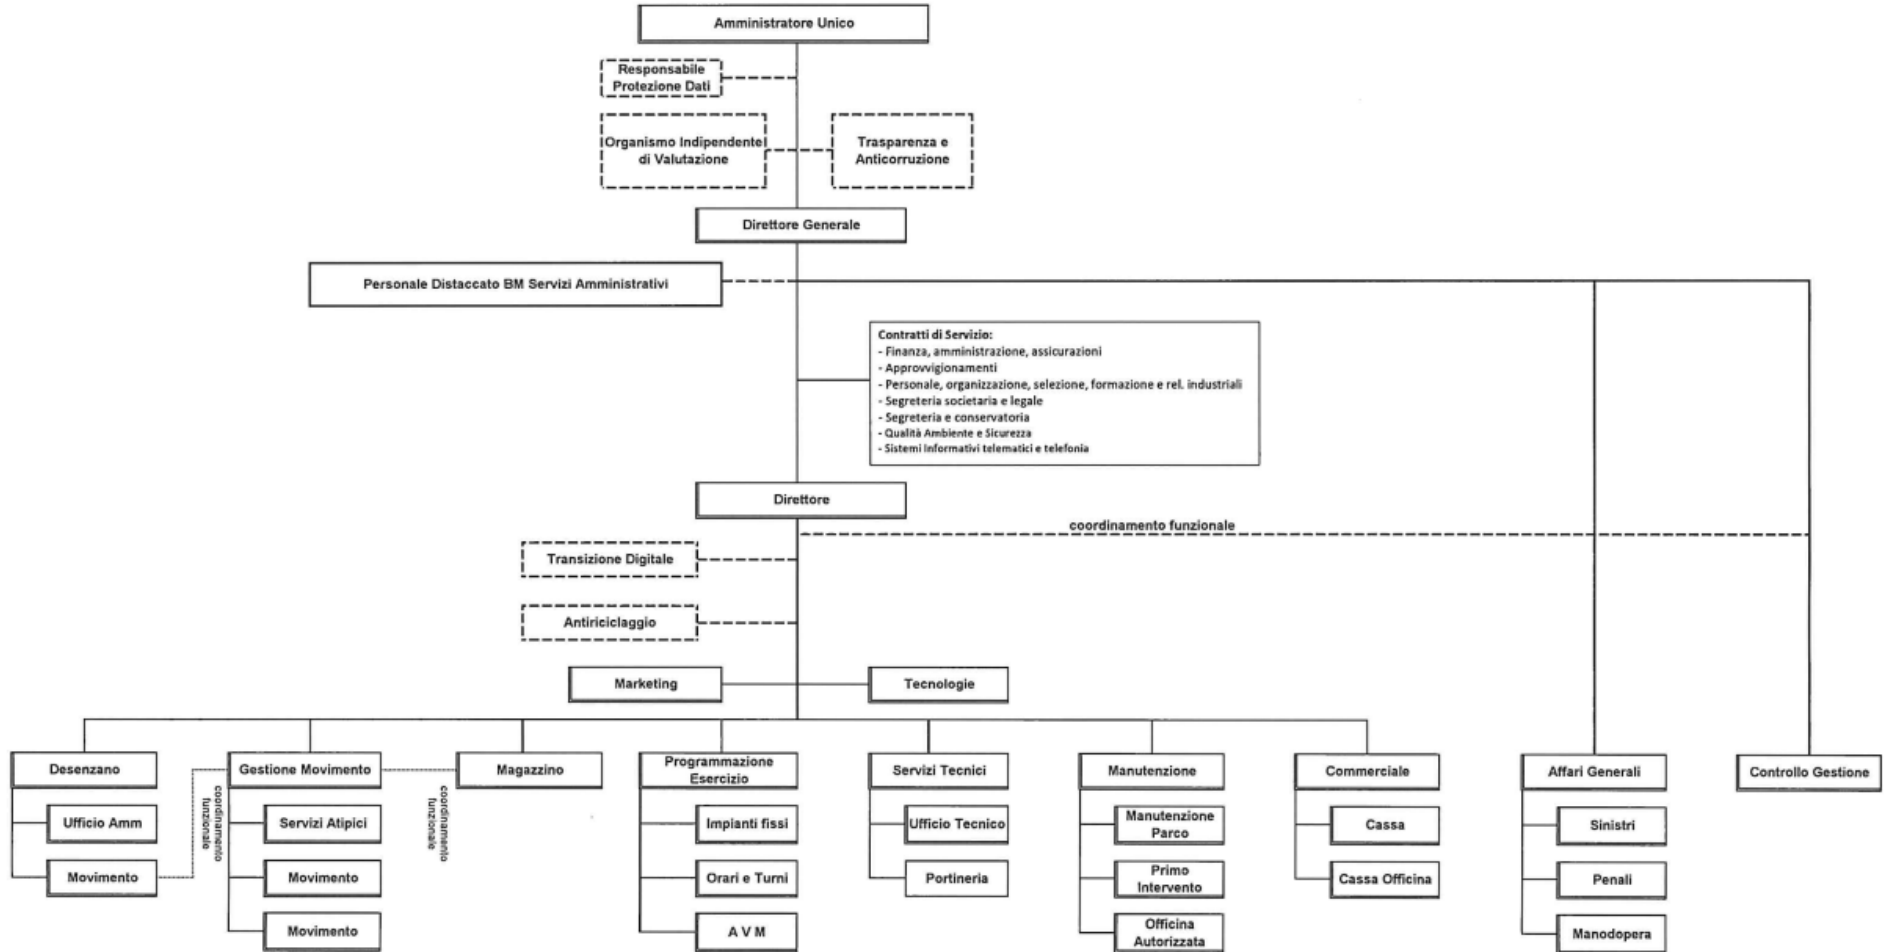 Amministratore Unico
Responsabile
Protezione Dati
Organismo Indipendente
di Valutazione
Trasparenza e
Anticorruzione
Direttore Generale
Personale Distaccato BM Servizi Amministrativi
Contratti di Servizio:
- Finanza, amministrazione, assicurazioni
- Approvvigionamenti
- Personale, organizzazione, selezione, formazione e rel. industriali
- Segreteria societaria e legale
- Segreteria e conservatoria
- Qualità Ambiente e Sicurezza
- Sistemi Informativi telematici e telefonia
Direttore
coordinamento funzionale
Transizione Digitale
Antiriciclaggio
Marketing
Tecnologie
Desenzano
Ufficio Amm
Movimento
coordinamento
funzionale
Gestione Movimento
Servizi Atipici
Movimento
Movimento
coordinamento
funzionale
Magazzino
Programmazione
Esercizio
Impianti fissi
Orari e Turni
A V M
Servizi Tecnici
Ufficio Tecnico
Portineria
Manutenzione
Manutenzione
Parco
Primo
Intervento
Officina
Autorizzata
Commerciale
Cassa
Cassa Officina
Affari Generali
Sinistri
Penali
Manodopera
Controllo Gestione